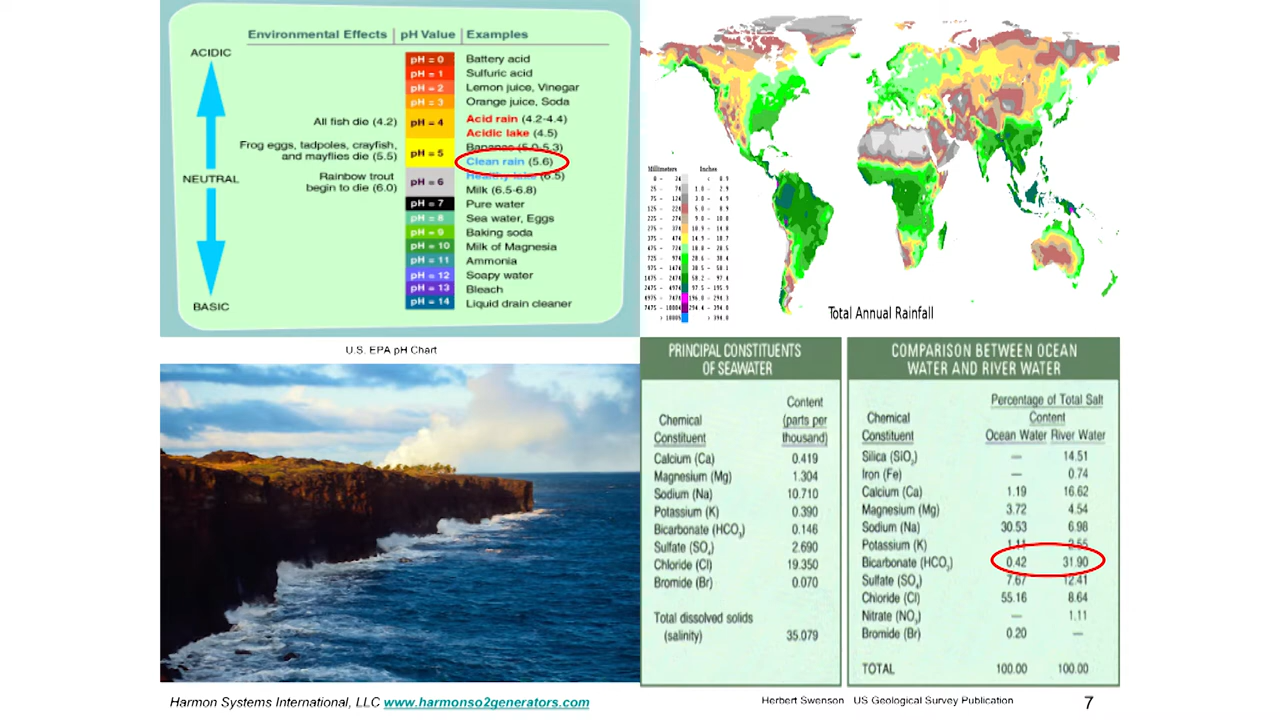 Environmental Effects | pH Value | Examples
ACIDIC
NEUTRAL
BASIC
pH = 0 Battery acid
pH = 1 Sulfuric acid
pH = 2 Lemon juice, Vinegar
pH = 3 Orange juice, Soda
All fish die (4.2) pH = 4 Acid rain (4.2-4.4)
Acidic lake (4.5)
Frog eggs, tadpoles, crayfish,
and mayflies die (5.5)
pH = 5 Bananas (5.0-5.3)
Clean rain (5.6)
Rainbow trout
begin to die (6.0)
pH = 6 Healthy lake (6.5)
Milk (6.5-6.8)
pH = 7 Pure water
pH = 8 Sea water, Eggs
pH = 9 Baking soda
pH = 10 Milk of Magnesia
pH = 11 Ammonia
pH = 12 Soapy water
pH = 13 Bleach
pH = 14 Liquid drain cleaner
U.S. EPA pH Chart
Millimeters Inches
Total Annual Rainfall
PRINCIPAL CONSTITUENTS
OF SEAWATER
Chemical
Constituent
Content
(parts per
thousand)
Calcium (Ca) 0.419
Magnesium (Mg) 1.304
Sodium (Na) 10.710
Potassium (K) 0.390
Bicarbonate (HCO₃) 0.146
Sulfate (SO₄) 2.690
Chloride (Cl) 19.350
Bromide (Br) 0.070
Total dissolved solids
(salinity) 35.079
COMPARISON BETWEEN OCEAN
WATER AND RIVER WATER
Percentage of Total Salt
Content
Chemical
Constituent
Ocean Water River Water
Silica (SiO₂) — 14.51
Iron (Fe) — 0.74
Calcium (Ca) 1.19 16.62
Magnesium (Mg) 3.72 4.54
Sodium (Na) 30.53 6.98
Potassium (K) 1.11 2.55
Bicarbonate (HCO₃) 0.42 31.90
Sulfate (SO₄) 7.67 12.41
Chloride (Cl) 55.16 8.64
Nitrate (NO₃) — 1.11
Bromide (Br) 0.20 —
TOTAL 100.00 100.00
Harmon Systems International, LLC www.harmonso2generators.com
Herbert Swenson US Geological Survey Publication
7